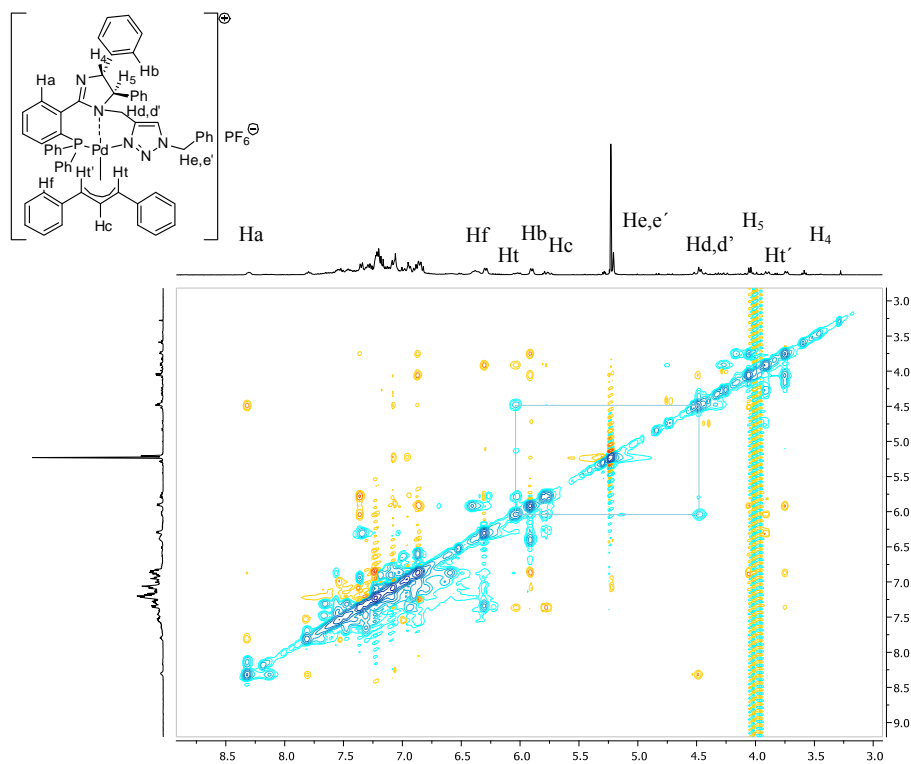 ⊕
H4
Hb
Ha
N
H5
Ph
N
Hd,d'
Ph P Pd N N N Ph
Ph
PF6⊖
He,e'
Ht' Ht
Hf
Hc
Ha
Hf
Ht
Hb
Hc
He,e´
Hd,d’
H5
Ht´
H4
3.0
3.5
4.0
4.5
5.0
5.5
6.0
6.5
7.0
7.5
8.0
8.5
9.0
8.5 8.0 7.5 7.0 6.5 6.0 5.5 5.0 4.5 4.0 3.5 3.0